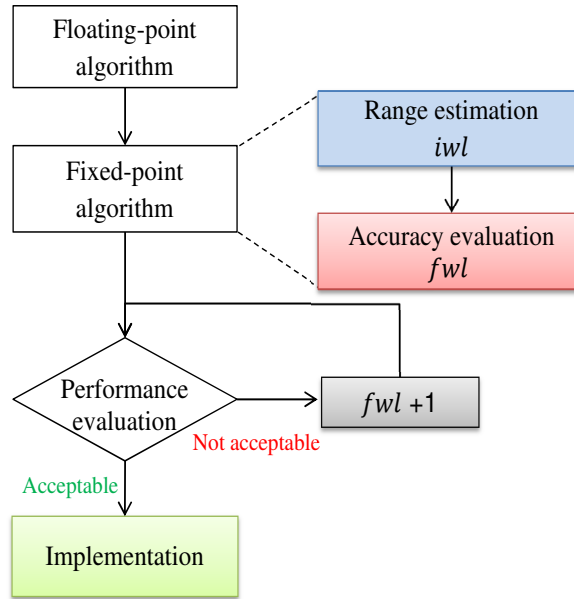 Floating-point
algorithm
Range estimation
iwl
Fixed-point
algorithm
Accuracy evaluation
fwl
Performance
evaluation
fwl +1
Not acceptable
Acceptable
Implementation